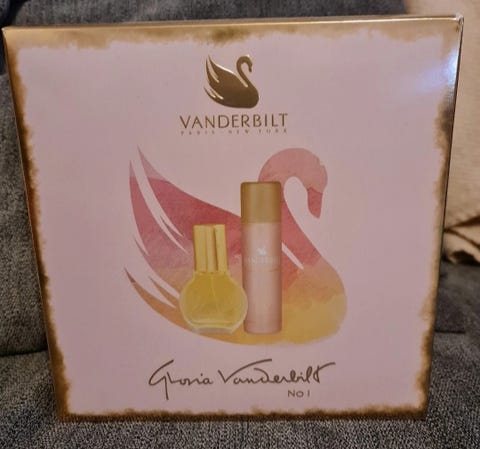 VANDERBILT
PARIS NEW YORK
VANDERBILT
Gloria Vanderbilt
No 1